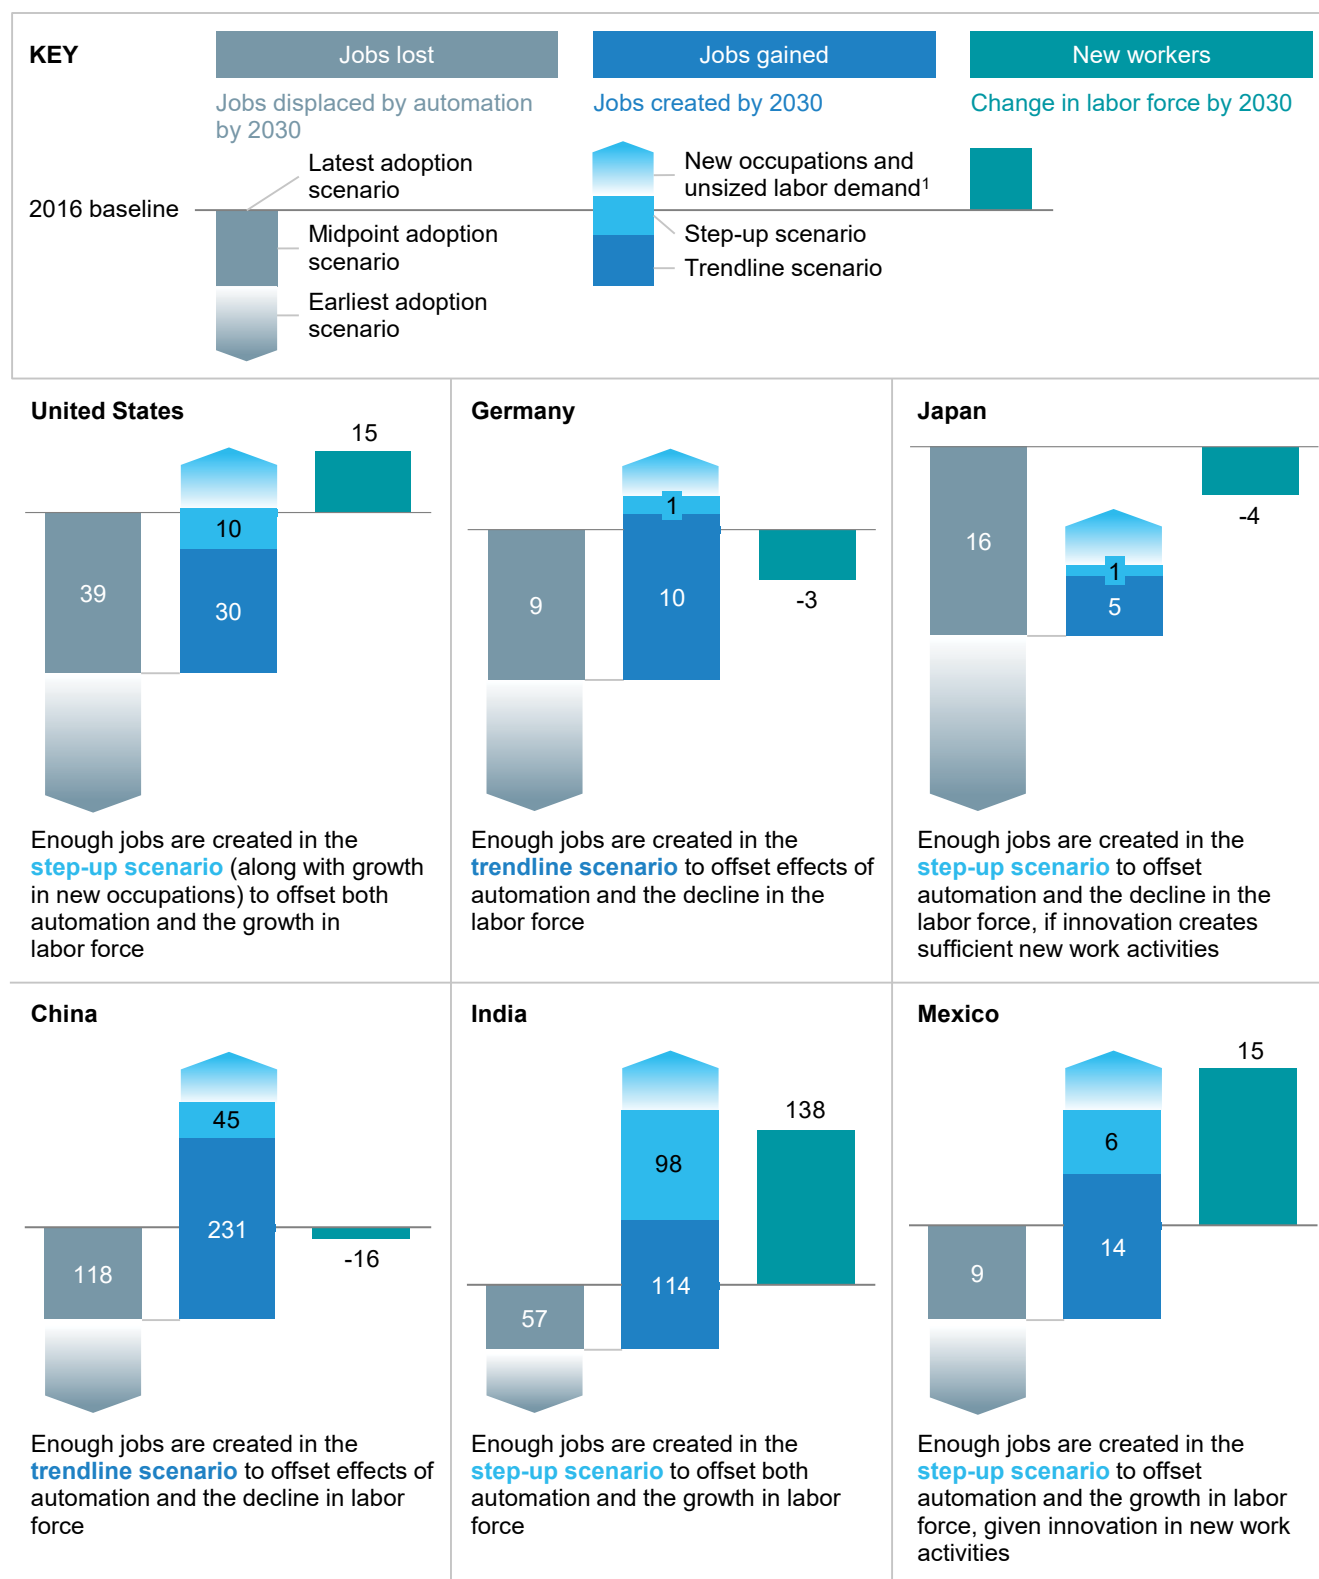 KEY
Jobs lost
Jobs gained
New workers
Jobs displaced by automation
by 2030
Jobs created by 2030
Change in labor force by 2030
2016 baseline
Latest adoption
scenario
Midpoint adoption
scenario
Earliest adoption
scenario
New occupations and
unsized labor demand¹
Step-up scenario
Trendline scenario
United States
15
10
39
30
Enough jobs are created in the
step-up scenario (along with growth
in new occupations) to offset both
automation and the growth in
labor force
Germany
1
9
10
-3
Enough jobs are created in the
trendline scenario to offset effects of
automation and the decline in the
labor force
Japan
16
1
5
-4
Enough jobs are created in the
step-up scenario to offset
automation and the decline in the
labor force, if innovation creates
sufficient new work activities
China
45
231
118
-16
Enough jobs are created in the
trendline scenario to offset effects of
automation and the decline in labor
force
India
138
98
114
57
Enough jobs are created in the
step-up scenario to offset both
automation and the growth in labor
force
Mexico
15
6
14
9
Enough jobs are created in the
step-up scenario to offset
automation and the growth in labor
force, given innovation in new work
activities